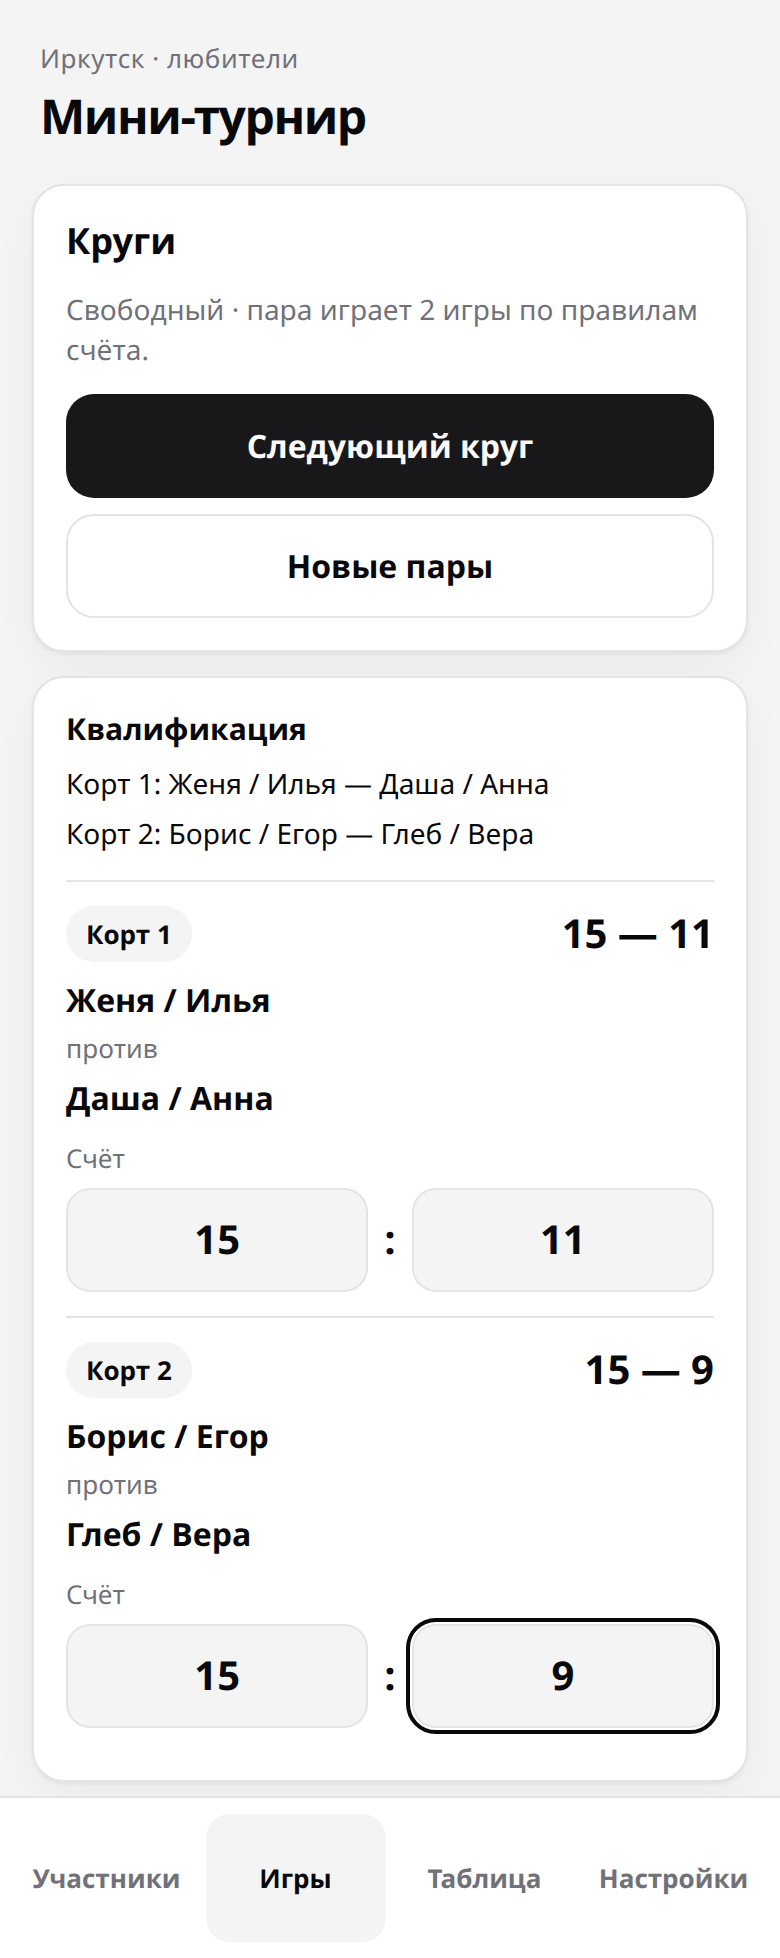 Иркутск · любители
Мини-турнир
Круги
Свободный · пара играет 2 игры по правилам
счёта.
Следующий круг
Новые пары
Квалификация
Корт 1: Женя / Илья — Даша / Анна
Корт 2: Борис / Егор — Глеб / Вера
Корт 1
15 — 11
Женя / Илья
против
Даша / Анна
Счёт
15 : 11
Корт 2
15 — 9
Борис / Егор
против
Глеб / Вера
Счёт
15 : 9
Участники Игры Таблица Настройки